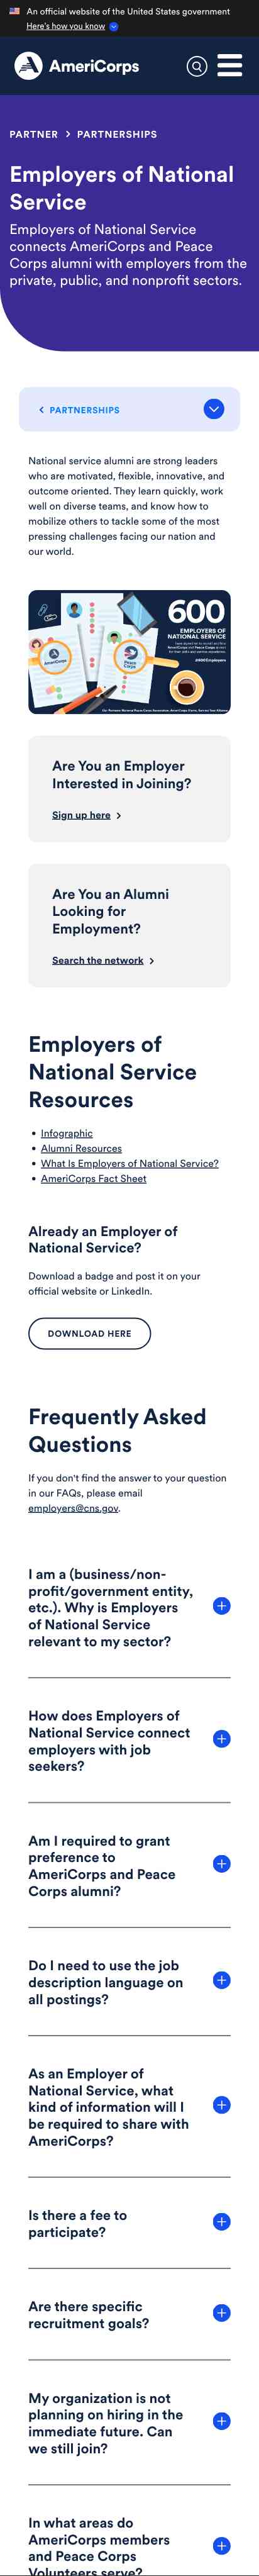 An official website of the United States government
Here's how you know
AmeriCorps
PARTNER > PARTNERSHIPS
Employers of National
Service
Employers of National Service
connects AmeriCorps and Peace
Corps alumni with employers from the
private, public, and nonprofit sectors.
< PARTNERSHIPS
National service alumni are strong leaders
who are motivated, flexible, innovative, and
outcome oriented. They learn quickly, work
well on diverse teams, and know how to
mobilize others to tackle some of the most
pressing challenges facing our nation and
our world.
600
EMPLOYERS OF
NATIONAL SERVICE
AmeriCorps
Peace
Corps
Are You an Employer
Interested in Joining?
Sign up here >
Are You an Alumni
Looking for
Employment?
Search the network >
Employers of
National Service
Resources
• Infographic
• Alumni Resources
• What Is Employers of National Service?
• AmeriCorps Fact Sheet
Already an Employer of
National Service?
Download a badge and post it on your
official website or LinkedIn.
DOWNLOAD HERE
Frequently Asked
Questions
If you don't find the answer to your question
in our FAQs, please email
employers@cns.gov.
I am a (business/non-
profit/government entity,
etc.). Why is Employers
of National Service
relevant to my sector?
How does Employers of
National Service connect
employers with job
seekers?
Am I required to grant
preference to
AmeriCorps and Peace
Corps alumni?
Do I need to use the job
description language on
all postings?
As an Employer of
National Service, what
kind of information will I
be required to share with
AmeriCorps?
Is there a fee to
participate?
Are there specific
recruitment goals?
My organization is not
planning on hiring in the
immediate future. Can
we still join?
In what areas do
AmeriCorps members
and Peace Corps
Volunteers serve?